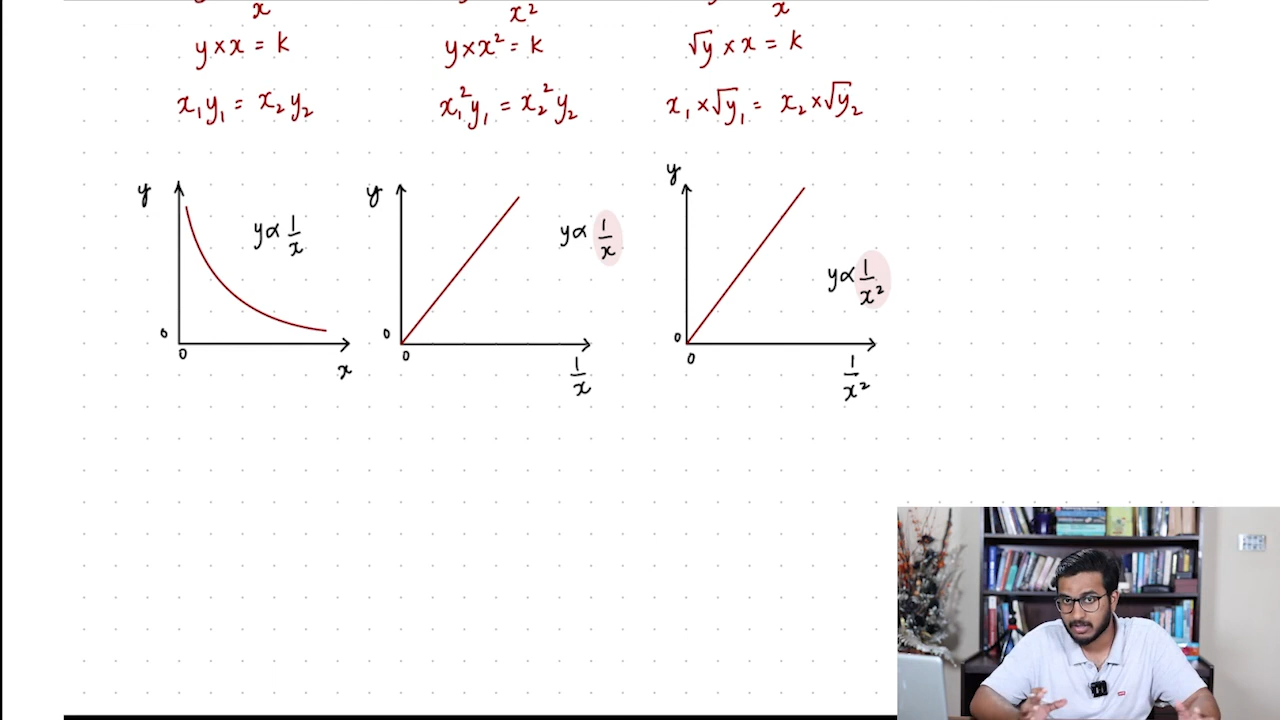 x x² x
y × x = k y × x² = k √y × x = k
x₁y₁ = x₂y₂ x₁²y₁ = x₂²y₂ x₁ × √y₁ = x₂ × √y₂
y
y ∝ 1/x
0
0
x
y
y ∝ 1/x
0
0
1/x
y
y ∝ 1/x²
0
0
1/x²